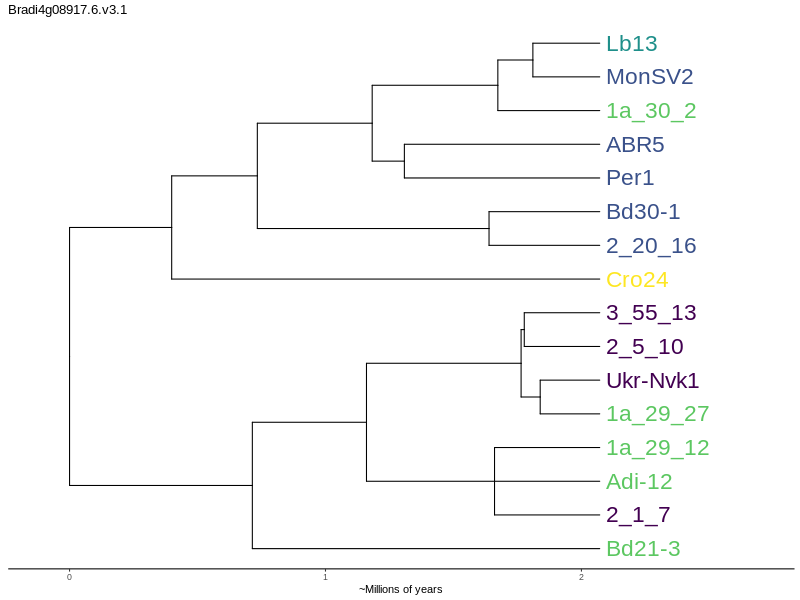 Bradi4g08917.6.v3.1
Lb13
MonSV2
1a_30_2
ABR5
Per1
Bd30-1
2_20_16
Cro24
3_55_13
2_5_10
Ukr-Nvk1
1a_29_27
1a_29_12
Adi-12
2_1_7
Bd21-3
0 1 2
~Millions of years